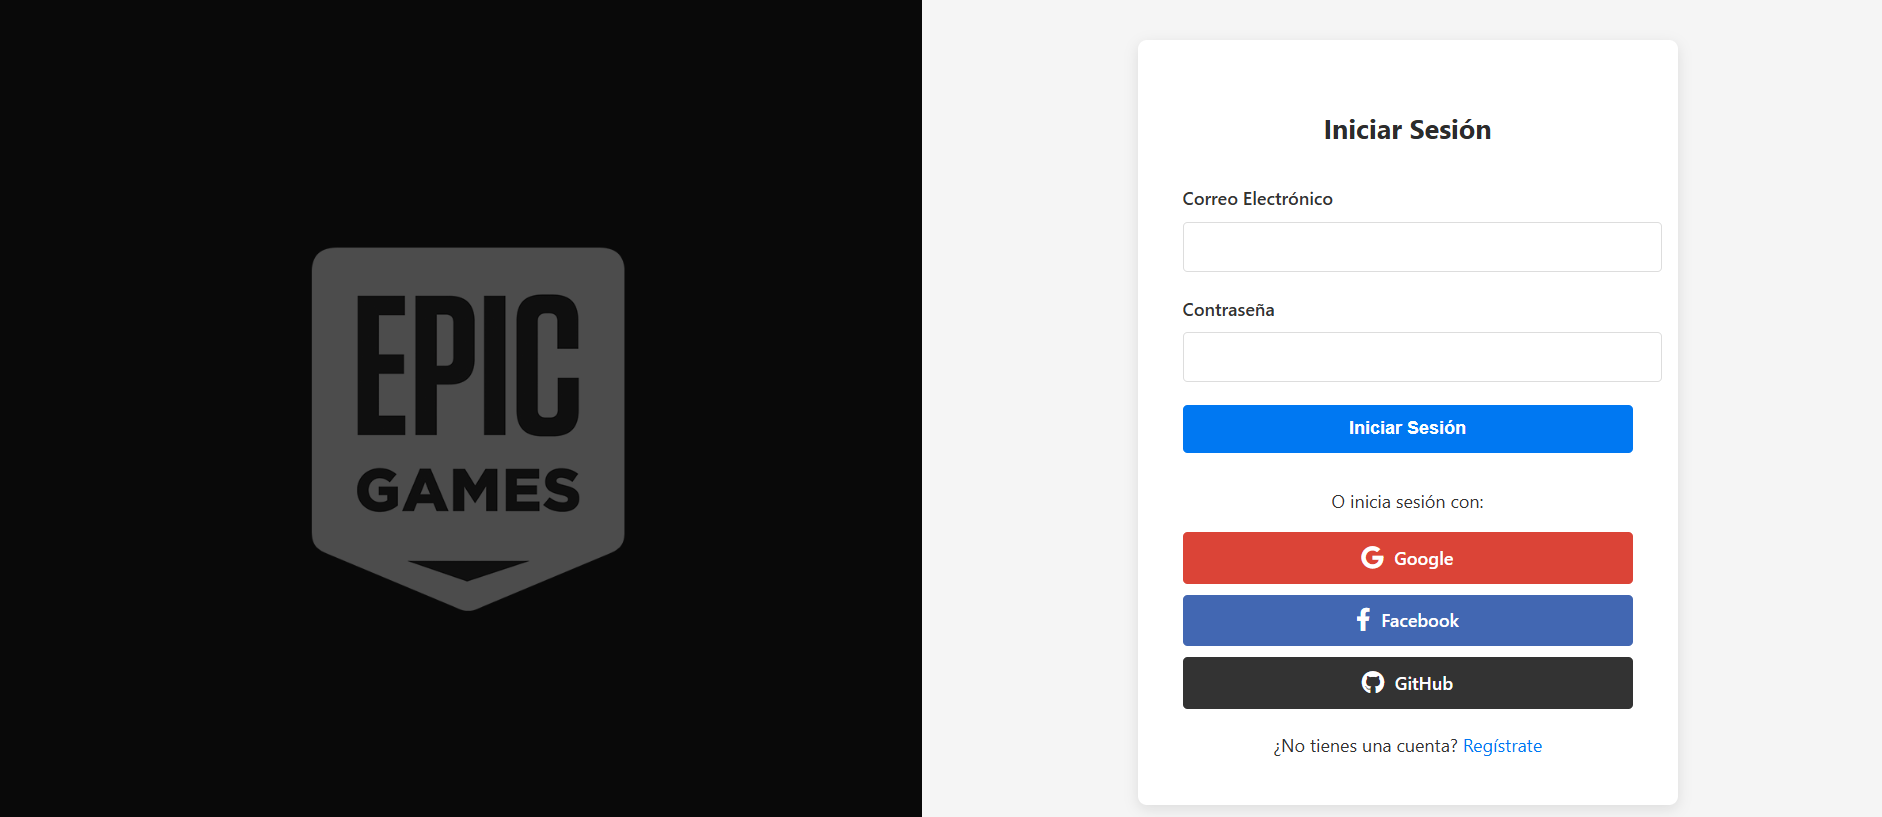 EPIC
GAMES
Iniciar Sesión
Correo Electrónico
Contraseña
Iniciar Sesión
O inicia sesión con:
Google
Facebook
GitHub
¿No tienes una cuenta? Regístrate